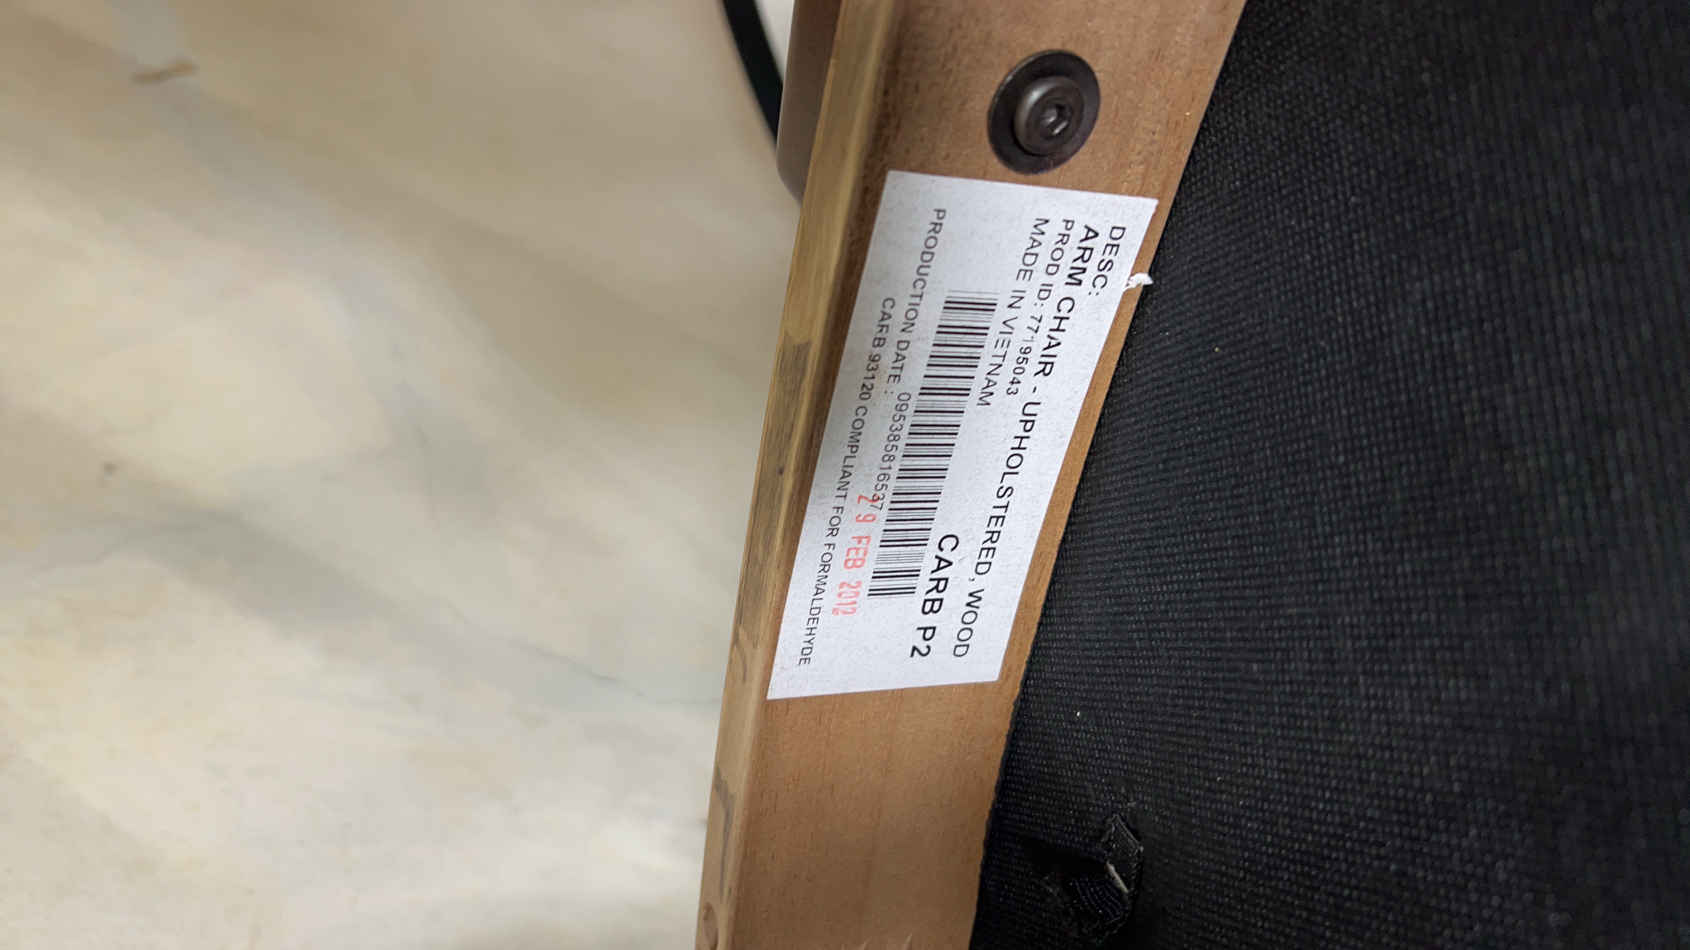 DESC:
ARM CHAIR - UPHOLSTERED, WOOD
PROD ID: 77195043
MADE IN VIETNAM
CARB P2
095385816537
PRODUCTION DATE : 29 FEB 2012
CARB 93120 COMPLIANT FOR FORMALDEHYDE